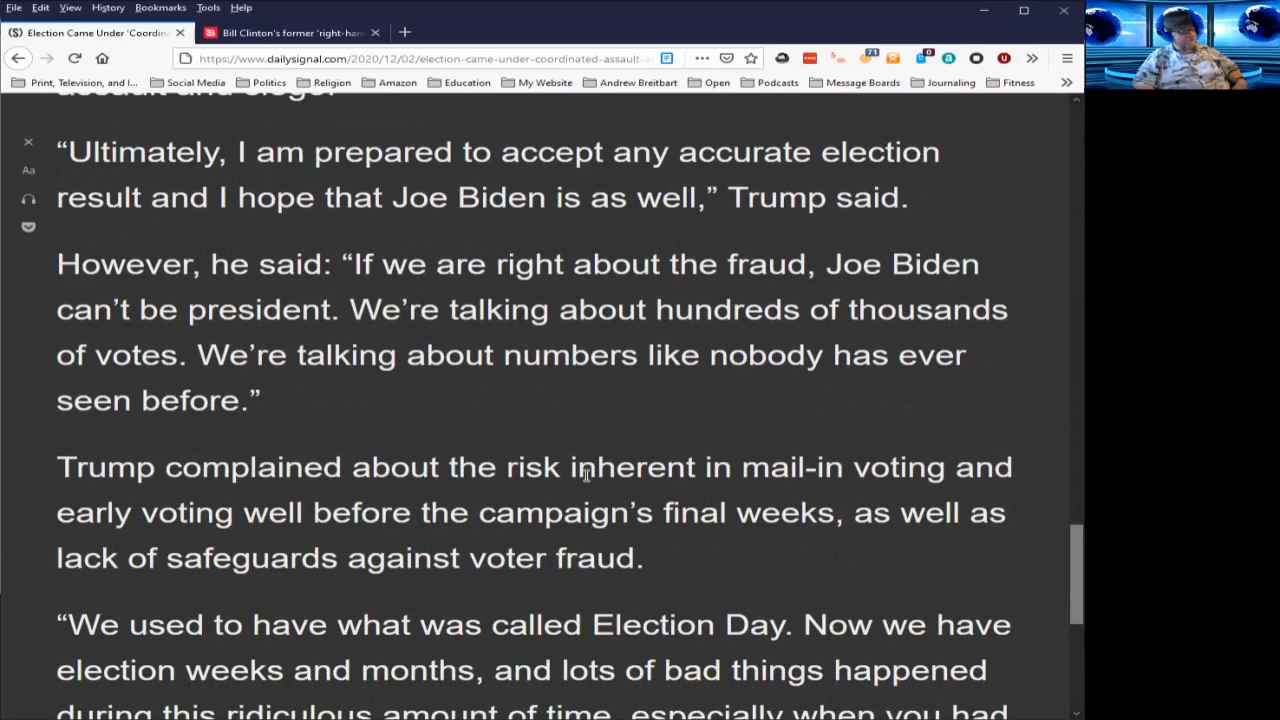 File Edit View History Bookmarks Tools Help
($) Election Came Under 'Coordin
Bill Clinton's former 'right-han
https://www.dailysignal.com/2020/12/02/election-came-under-coordinated-assault-a
71
0
Print, Television, and I... Social Media Politics Religion Amazon Education My Website Andrew Breitbart Open Podcasts Message Boards Journaling Fitness
“Ultimately, I am prepared to accept any accurate election
result and I hope that Joe Biden is as well,” Trump said.
However, he said: “If we are right about the fraud, Joe Biden
can’t be president. We’re talking about hundreds of thousands
of votes. We’re talking about numbers like nobody has ever
seen before.”
Trump complained about the risk inherent in mail-in voting and
early voting well before the campaign’s final weeks, as well as
lack of safeguards against voter fraud.
“We used to have what was called Election Day. Now we have
election weeks and months, and lots of bad things happened
during this ridiculous amount of time, especially when you had
Aa